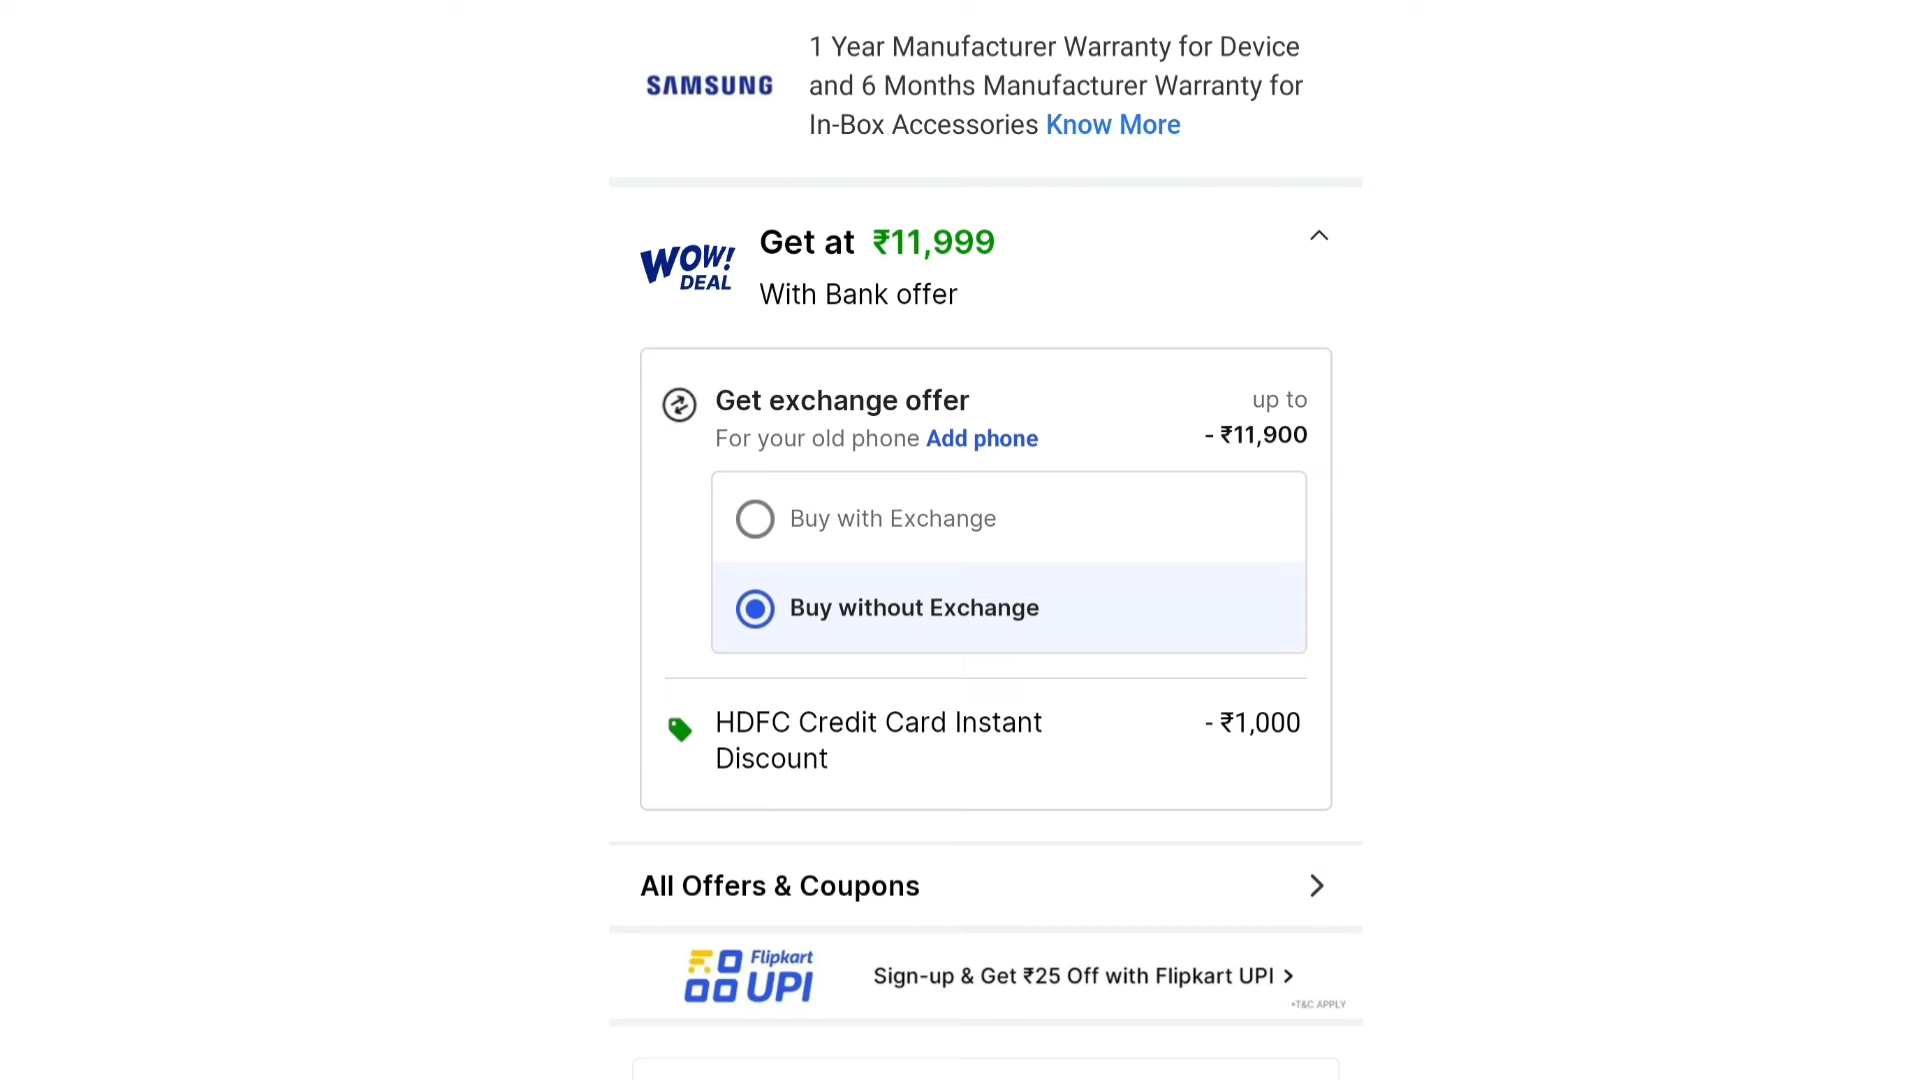 SAMSUNG
1 Year Manufacturer Warranty for Device
and 6 Months Manufacturer Warranty for
In-Box Accessories Know More
WOW!
DEAL
Get at ₹11,999
With Bank offer
Get exchange offer
up to
For your old phone Add phone
- ₹11,900
Buy with Exchange
Buy without Exchange
HDFC Credit Card Instant
Discount
- ₹1,000
All Offers & Coupons
Flipkart
UPI
Sign-up & Get ₹25 Off with Flipkart UPI >
*T&C APPLY